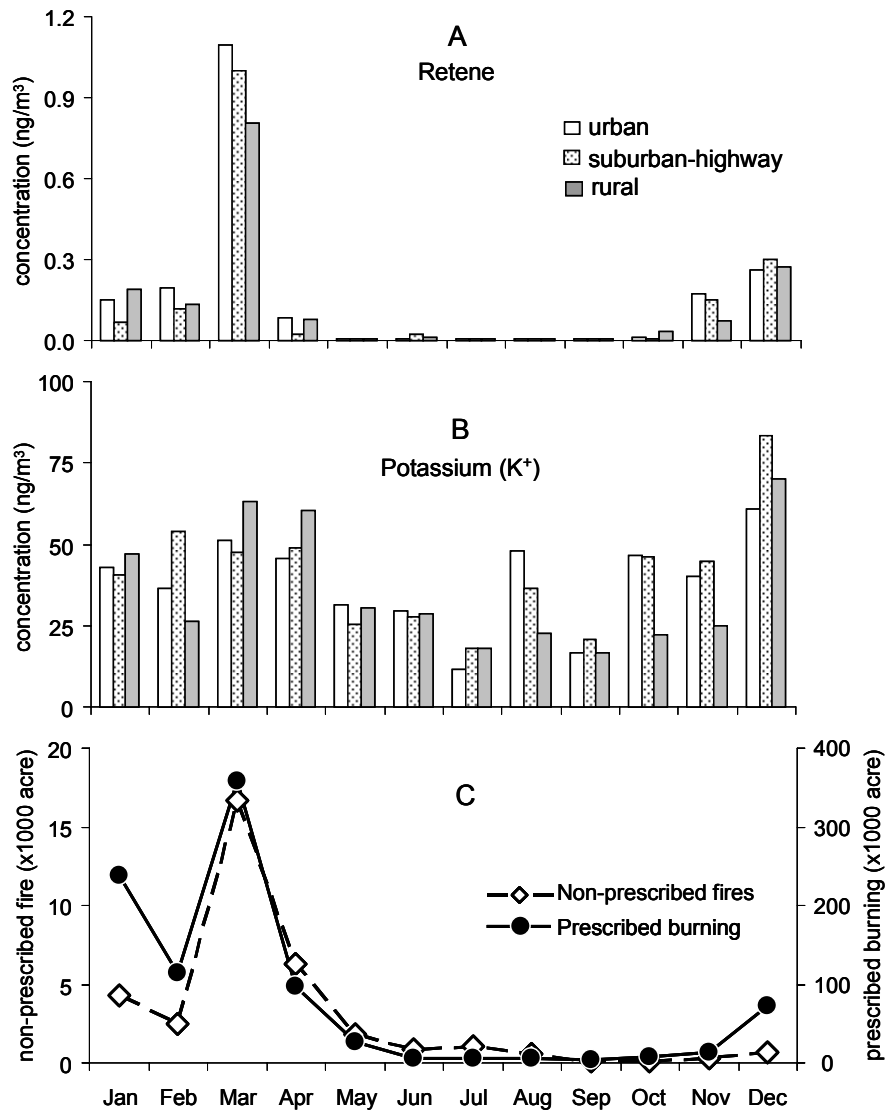 A
Retene
concentration (ng/m³)
1.2
0.9
0.6
0.3
0.0
urban
suburban-highway
rural
B
Potassium (K⁺)
concentration (ng/m³)
100
75
50
25
0
C
non-prescribed fire (x1000 acre)
20
15
10
5
0
Non-prescribed fires
Prescribed burning
400
300
200
100
0
prescribed burning (x1000 acre)
Jan Feb Mar Apr May Jun Jul Aug Sep Oct Nov Dec